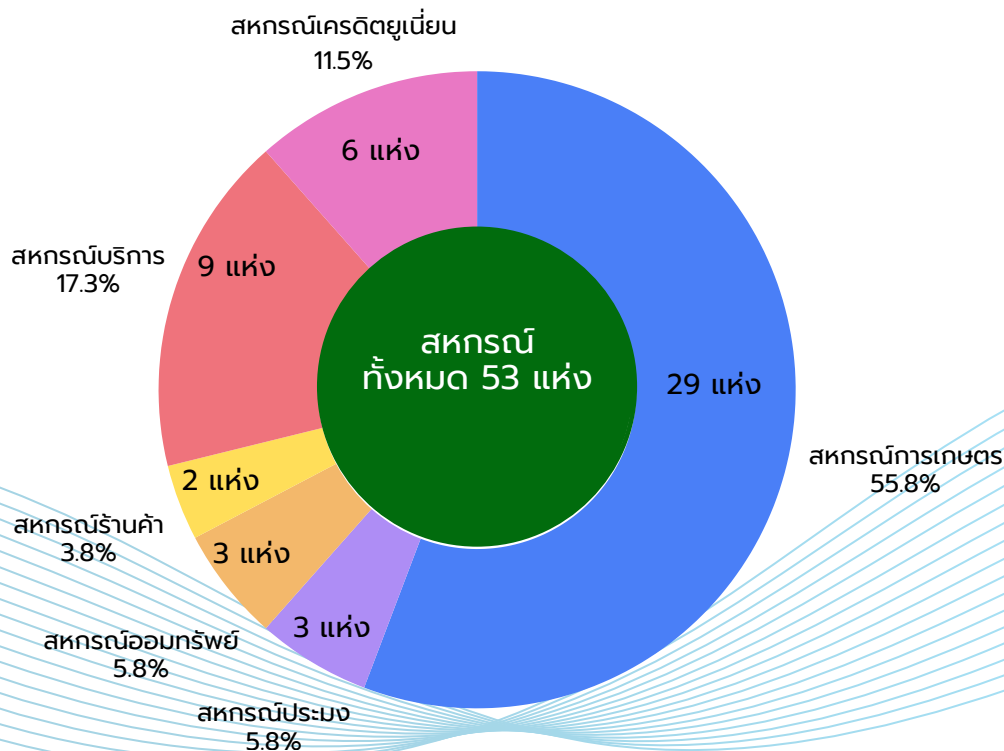 สหกรณ์เครดิตยูเนี่ยน
11.5%
6 แห่ง
สหกรณ์บริการ
17.3%
9 แห่ง
สหกรณ์
ทั้งหมด 53 แห่ง
29 แห่ง
สหกรณ์การเกษตร
55.8%
2 แห่ง
สหกรณ์ร้านค้า
3.8%
3 แห่ง
สหกรณ์ออมทรัพย์
5.8%
3 แห่ง
สหกรณ์ประมง
5.8%